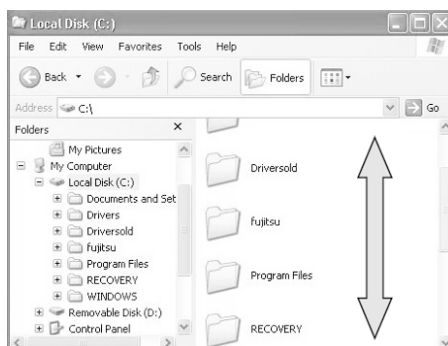 Local Disk (C:)
File Edit View Favorites Tools Help
Back Search Folders
Address C:\ Go
Folders
My Pictures
My Computer
Local Disk (C:)
Documents and Set
Drivers
Driversold
fujitsu
Program Files
RECOVERY
WINDOWS
Removable Disk (D:)
Control Panel
Driversold
fujitsu
Program Files
RECOVERY